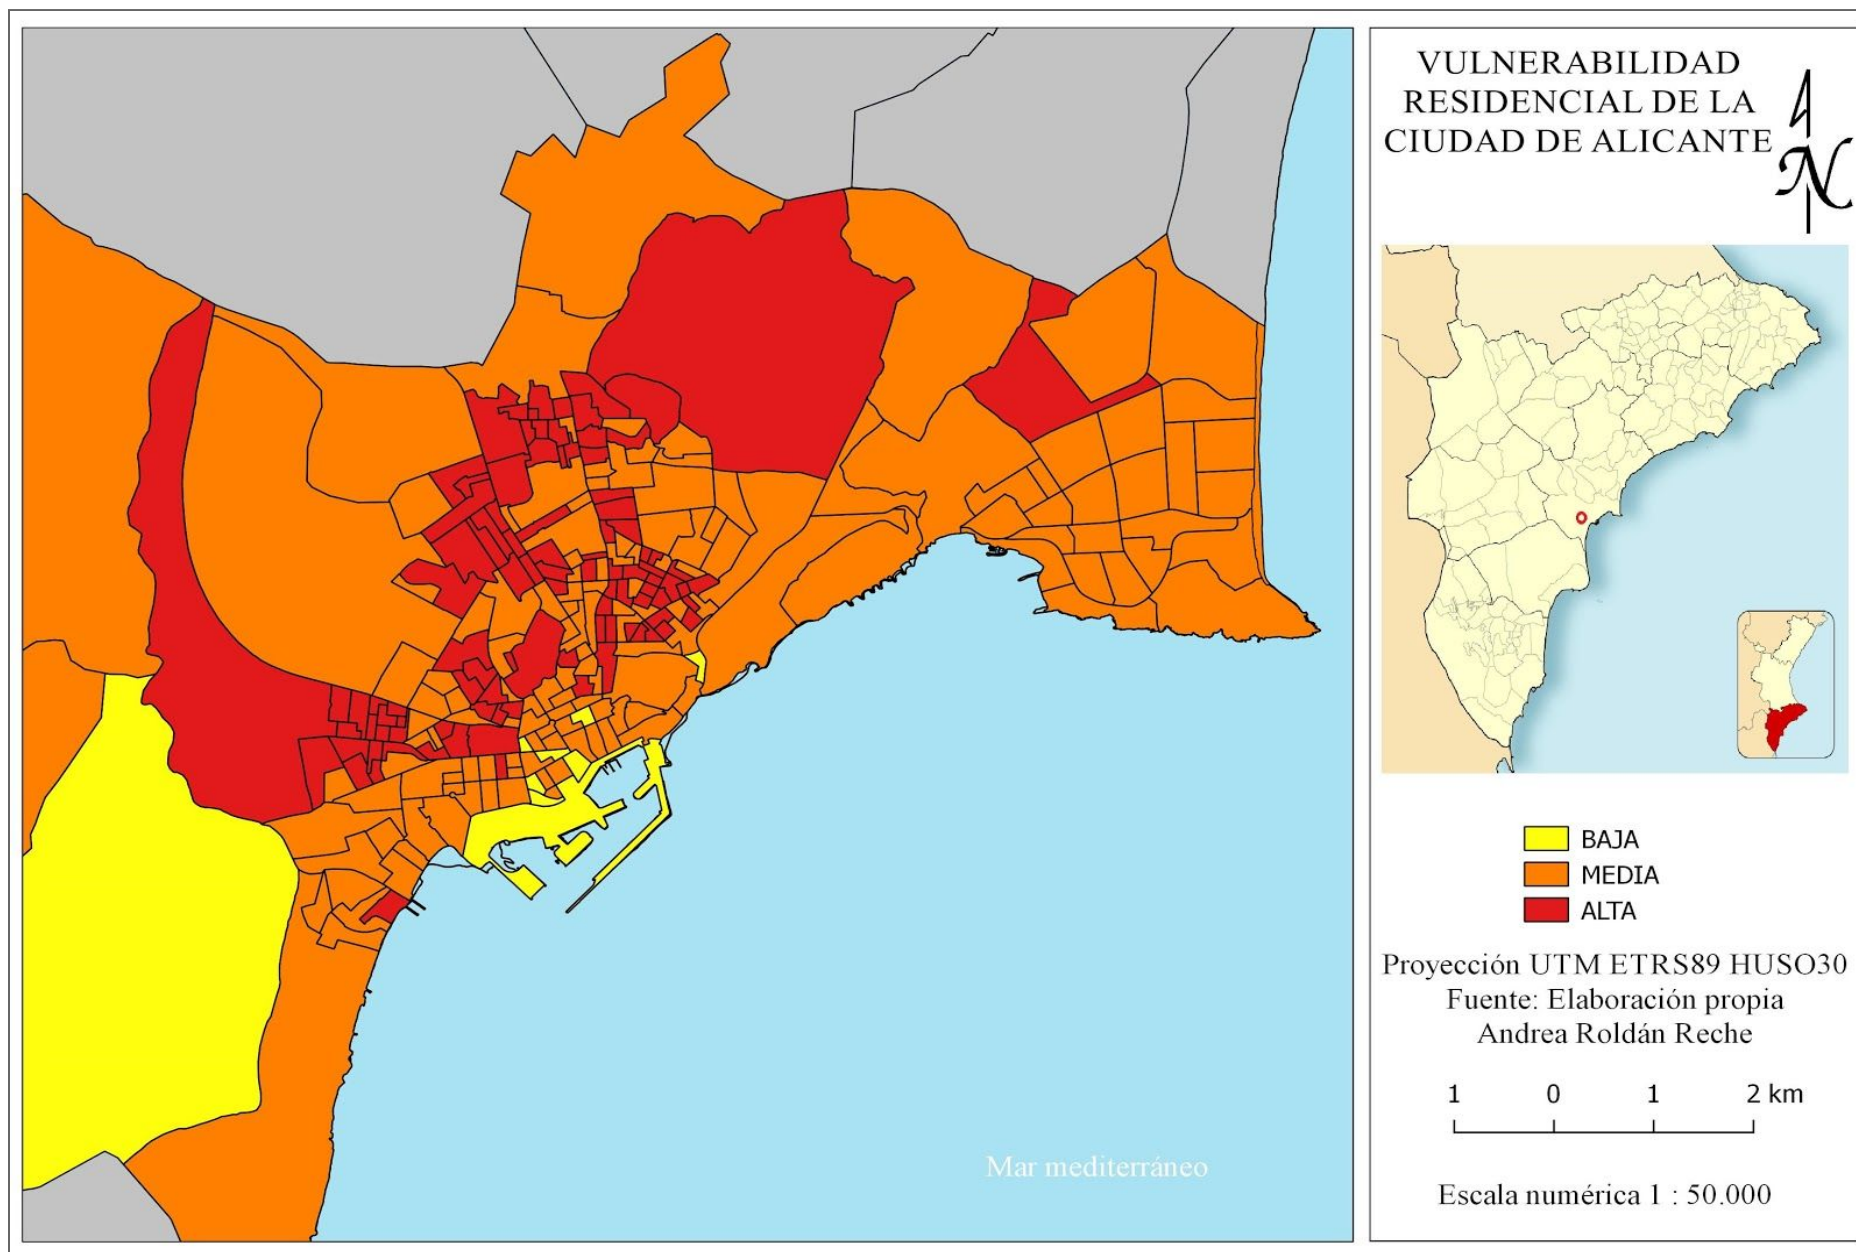 VULNERABILIDAD
RESIDENCIAL DE LA
CIUDAD DE ALICANTE
N
BAJA
MEDIA
ALTA
Proyección UTM ETRS89 HUSO30
Fuente: Elaboración propia
Andrea Roldán Reche
1 0 1 2 km
Mar mediterráneo
Escala numérica 1 : 50.000